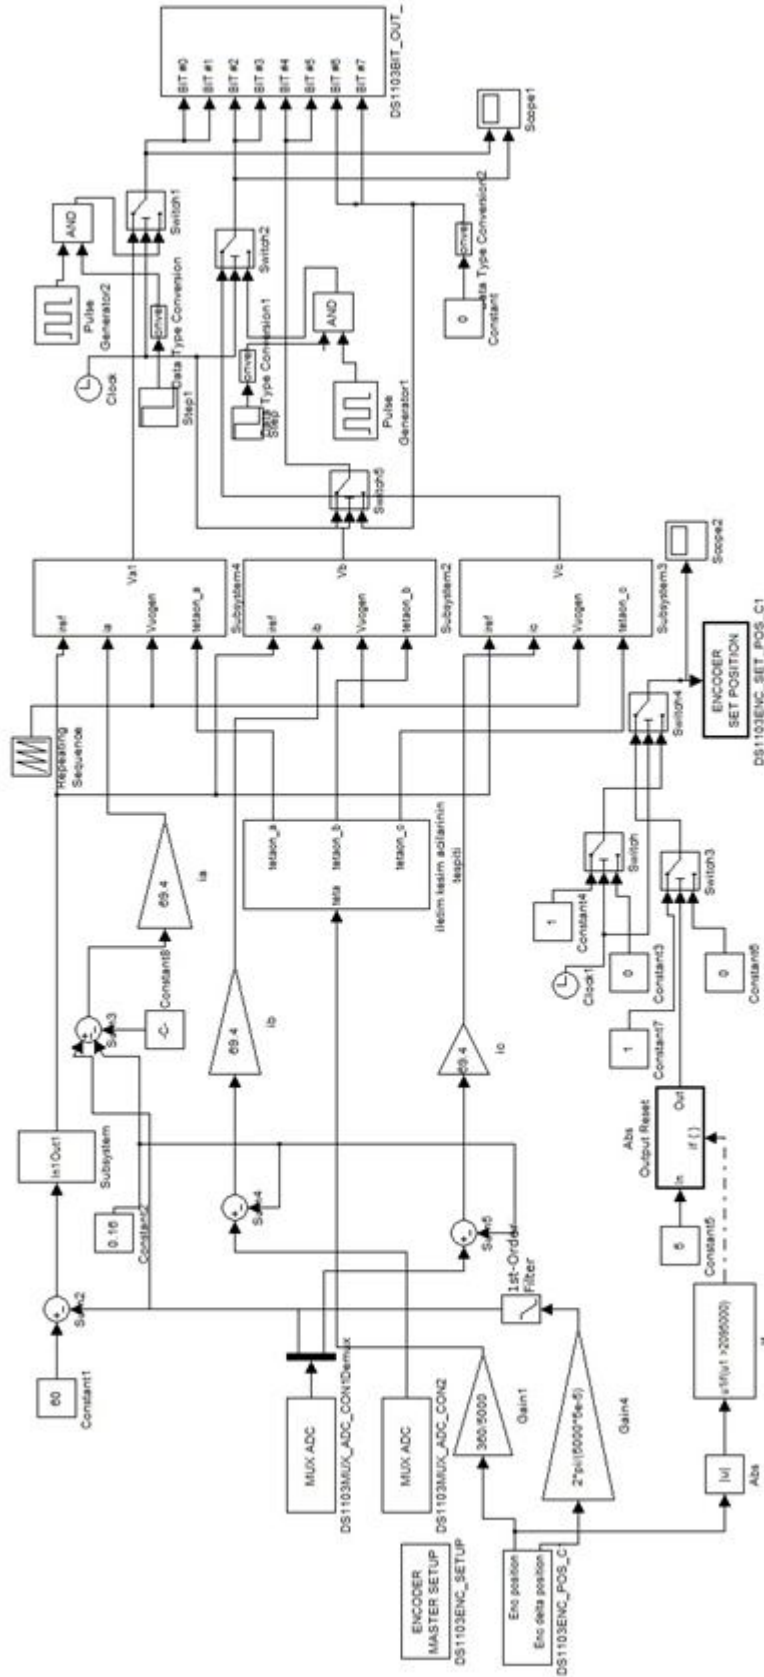 60
Constant1
Sum2
In1Out1
Subsystem
0.16
Constant2
Sum3
-C-
Constant8
69.4
ia
Repeating
Sequence
MUX ADC
DS1103MUX_ADC_CON1Demux
MUX ADC
DS1103MUX_ADC_CON2
Sum4
69.4
ib
Sum5
69.4
ic
1st-Order
Filter
ENCODER
MASTER SETUP
DS1103ENC_SETUP
Enc position
Enc delta position
DS1103ENC_POS_C1
360/5000
Gain1
2*pi/(5000*5e-5)
Gain4
teta
tetaon_a
tetaon_b
tetaon_c
iletim kesim acilarinin
tespiti
iref
ia
Vucgen
tetaon_a
Va1
Subsystem4
iref
ib
Vucgen
tetaon_b
Vb
Subsystem2
iref
ic
Vucgen
tetaon_c
Vc
Subsystem3
Pulse
Generator2
AND
Clock
Data Type Conversion
Step1
Switch1
Switch2
Data Type Conversion1
Step
AND
Pulse
Generator1
Switch5
0
Constant
Data Type Conversion2
Scope1
BIT #0
BIT #1
BIT #2
BIT #3
BIT #4
BIT #5
BIT #6
BIT #7
DS1103BIT_OUT_
|u|
Abs
u1if(u1 >2095000)
5
Constant5
Abs
Output Reset
In
Out
if { }
1
Constant7
Clock1
1
Constant4
0
Constant3
0
Constant6
Switch
Switch3
Switch4
Scope2
ENCODER
SET POSITION
DS1103ENC_SET_POS_C1